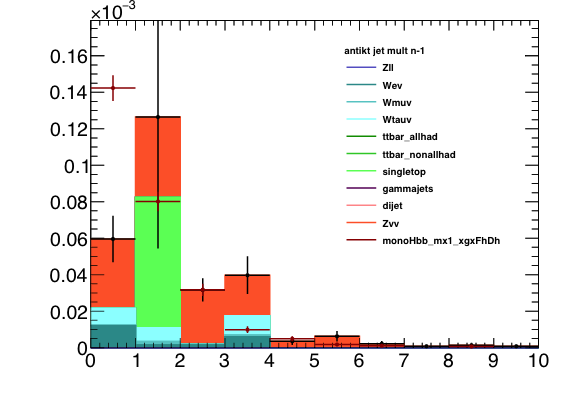 ×10⁻³
antikt jet mult n-1
Zll
Wev
Wmuv
Wtauv
ttbar_allhad
ttbar_nonallhad
singletop
gammajets
dijet
Zvv
monoHbb_mx1_xgxFhDh
0.16
0.14
0.12
0.1
0.08
0.06
0.04
0.02
0
0 1 2 3 4 5 6 7 8 9 10